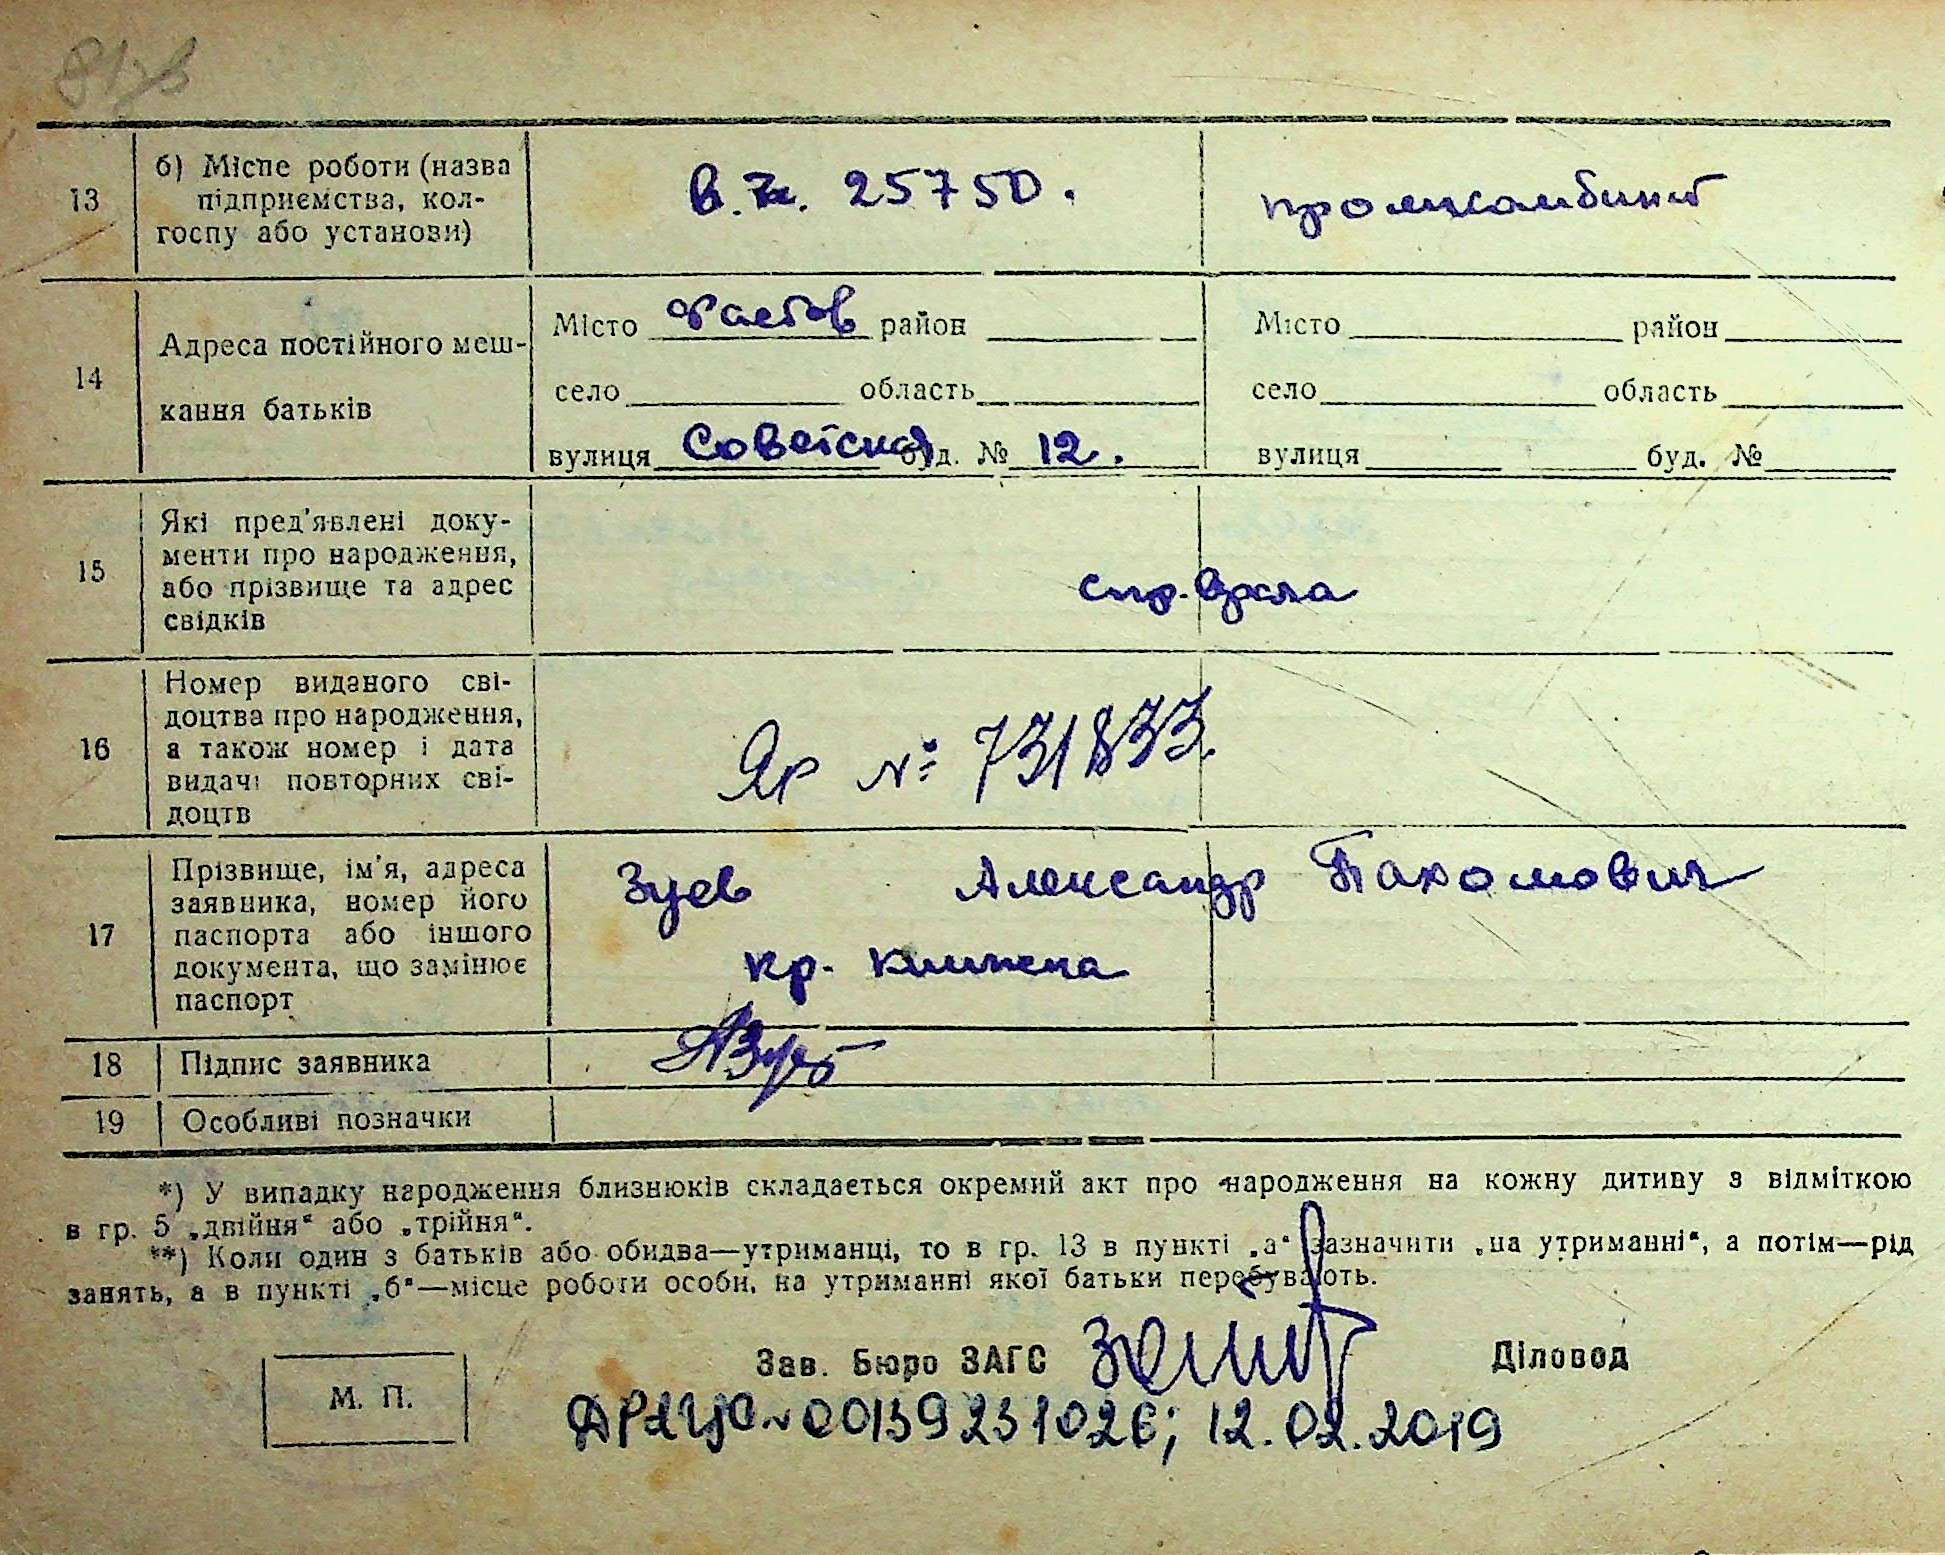 81зв
13
б) Місце роботи (назва
підприємства, кол-
госпу або установи)
в.ч. 25750.
промкомбинат
14
Адреса постійного меш-
кання батьків
Місто Фастов район
село область
вулиця Советская буд. № 12.
Місто район
село область
вулиця буд. №
15
Які пред'явлені доку-
менти про народження,
або прізвище та адрес
свідків
спр. врача
16
Номер виданого сві-
доцтва про народження,
а також номер і дата
видачі повторних сві-
доцтв
Яр № 731833.
17
Прізвище, ім'я, адреса
заявника, номер його
паспорта або іншого
документа, що замінює
паспорт
Зуев Александр Пахомович
кр. книжка
18
Підпис заявника
АЗуев
19
Особливі позначки
*) У випадку народження близнюків складається окремий акт про народження на кожну дитину з відміткою
в гр. 5 „двійня“ або „трійня“.
**) Коли один з батьків або обидва—утриманці, то в гр. 13 в пункті „а“ зазначити „на утриманні“, а потім—рід
занять, а в пункті „б“—місце роботи особи, на утриманні якої батьки перебувають.
Зав. Бюро ЗАГС
Діловод
М. П.
ДРАЦС 00139231026; 12.02.2019